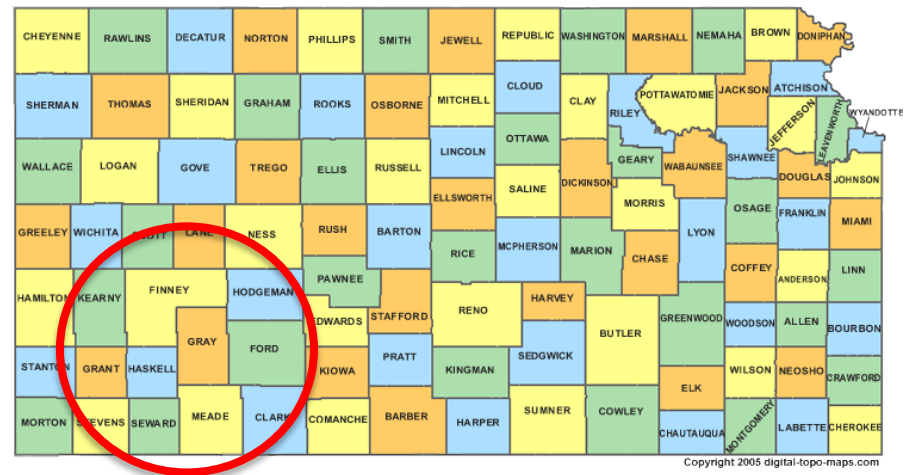 CHEYENNE RAWLINS DECATUR NORTON PHILLIPS SMITH JEWELL REPUBLIC WASHINGTON MARSHALL NEMAHA BROWN DONIPHAN
SHERMAN THOMAS SHERIDAN GRAHAM ROOKS OSBORNE MITCHELL CLOUD CLAY RILEY POTTAWATOMIE JACKSON ATCHISON
JEFFERSON LEAVENWORTH WYANDOTTE
WALLACE LOGAN GOVE TREGO ELLIS RUSSELL LINCOLN OTTAWA GEARY WABAUNSEE SHAWNEE DOUGLAS JOHNSON
ELLSWORTH SALINE DICKINSON MORRIS OSAGE FRANKLIN MIAMI
GREELEY WICHITA SCOTT LANE NESS RUSH BARTON RICE MCPHERSON MARION CHASE LYON COFFEY ANDERSON LINN
HAMILTON KEARNY FINNEY HODGEMAN PAWNEE
EDWARDS STAFFORD RENO HARVEY BUTLER GREENWOOD WOODSON ALLEN BOURBON
GRAY FORD
STANTON GRANT HASKELL KIOWA PRATT KINGMAN SEDGWICK ELK WILSON NEOSHO CRAWFORD
MORTON STEVENS SEWARD MEADE CLARK COMANCHE BARBER HARPER SUMNER COWLEY CHAUTAUQUA MONTGOMERY LABETTE CHEROKEE
Copyright 2005 digital-topo-maps.com